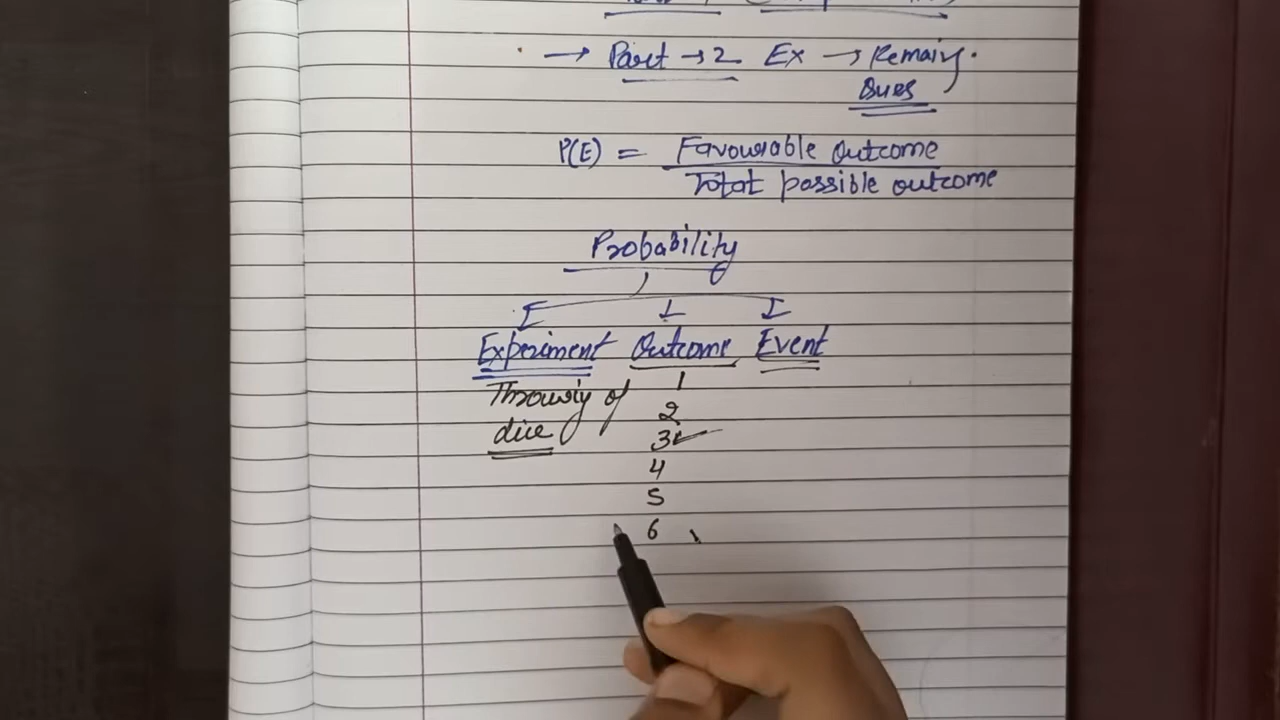 → Part → 2 Ex → Remaing.
Ques
P(E) = Favourable Outcome
Total possible outcome
Probability
Experiment Outcome Event
Throwig of 1
dice 2
3✓
4
5
6